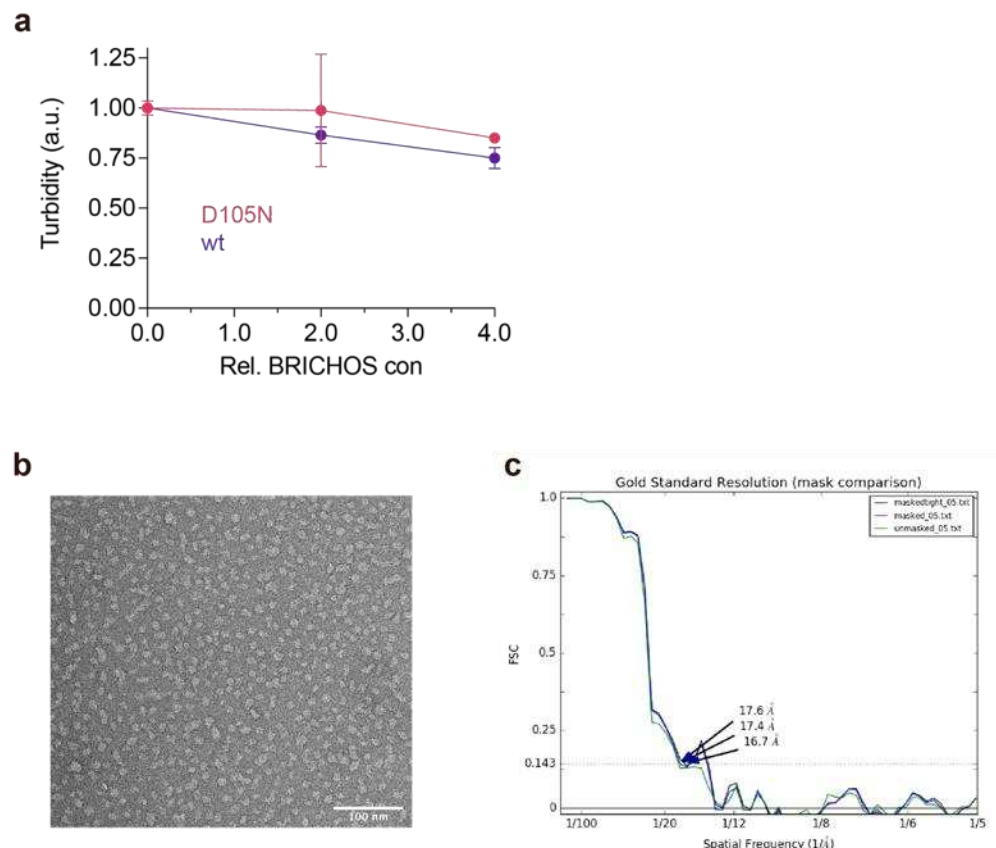 a
1.25
1.00
0.75
0.50
0.25
0.00
Turbidity (a.u.)
D105N
wt
0.0 1.0 2.0 3.0 4.0
Rel. BRICHOS con
b
100 nm
c
Gold Standard Resolution (mask comparison)
maskedtight_05.txt
masked_05.txt
unmasked_05.txt
1.0
0.75
0.5
0.25
0.143
0
FSC
17.6 Å
17.4 Å
16.7 Å
1/100 1/20 1/12 1/8 1/6 1/5
Spatial Frequency (1/Å)